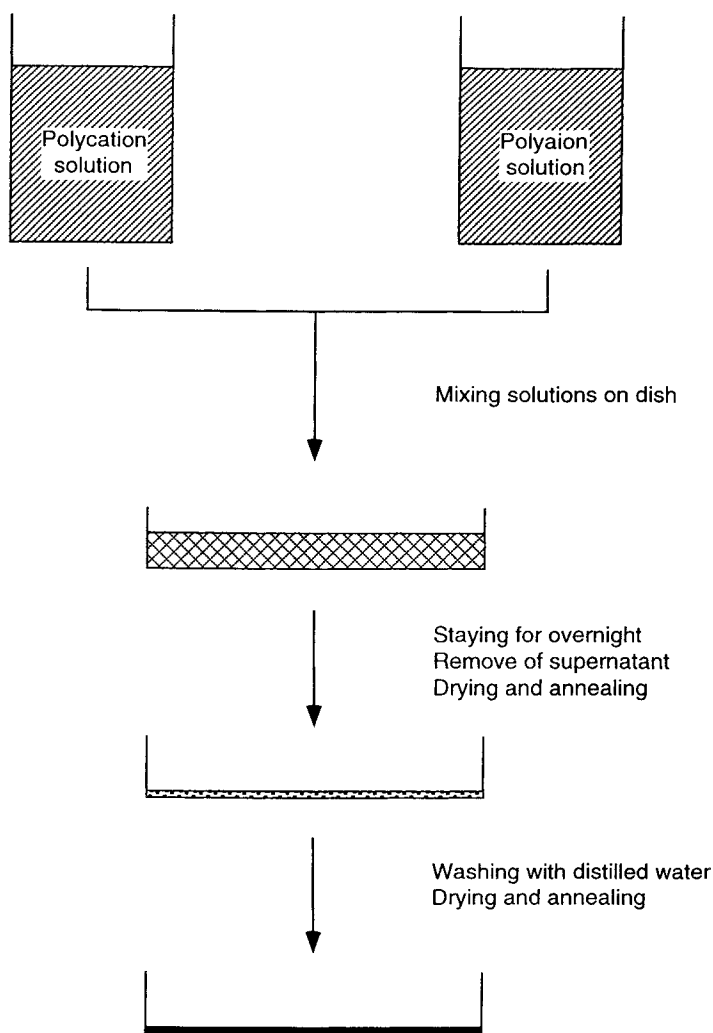 Polycation
solution
Polyaion
solution
Mixing solutions on dish
Staying for overnight
Remove of supernatant
Drying and annealing
Washing with distilled water
Drying and annealing